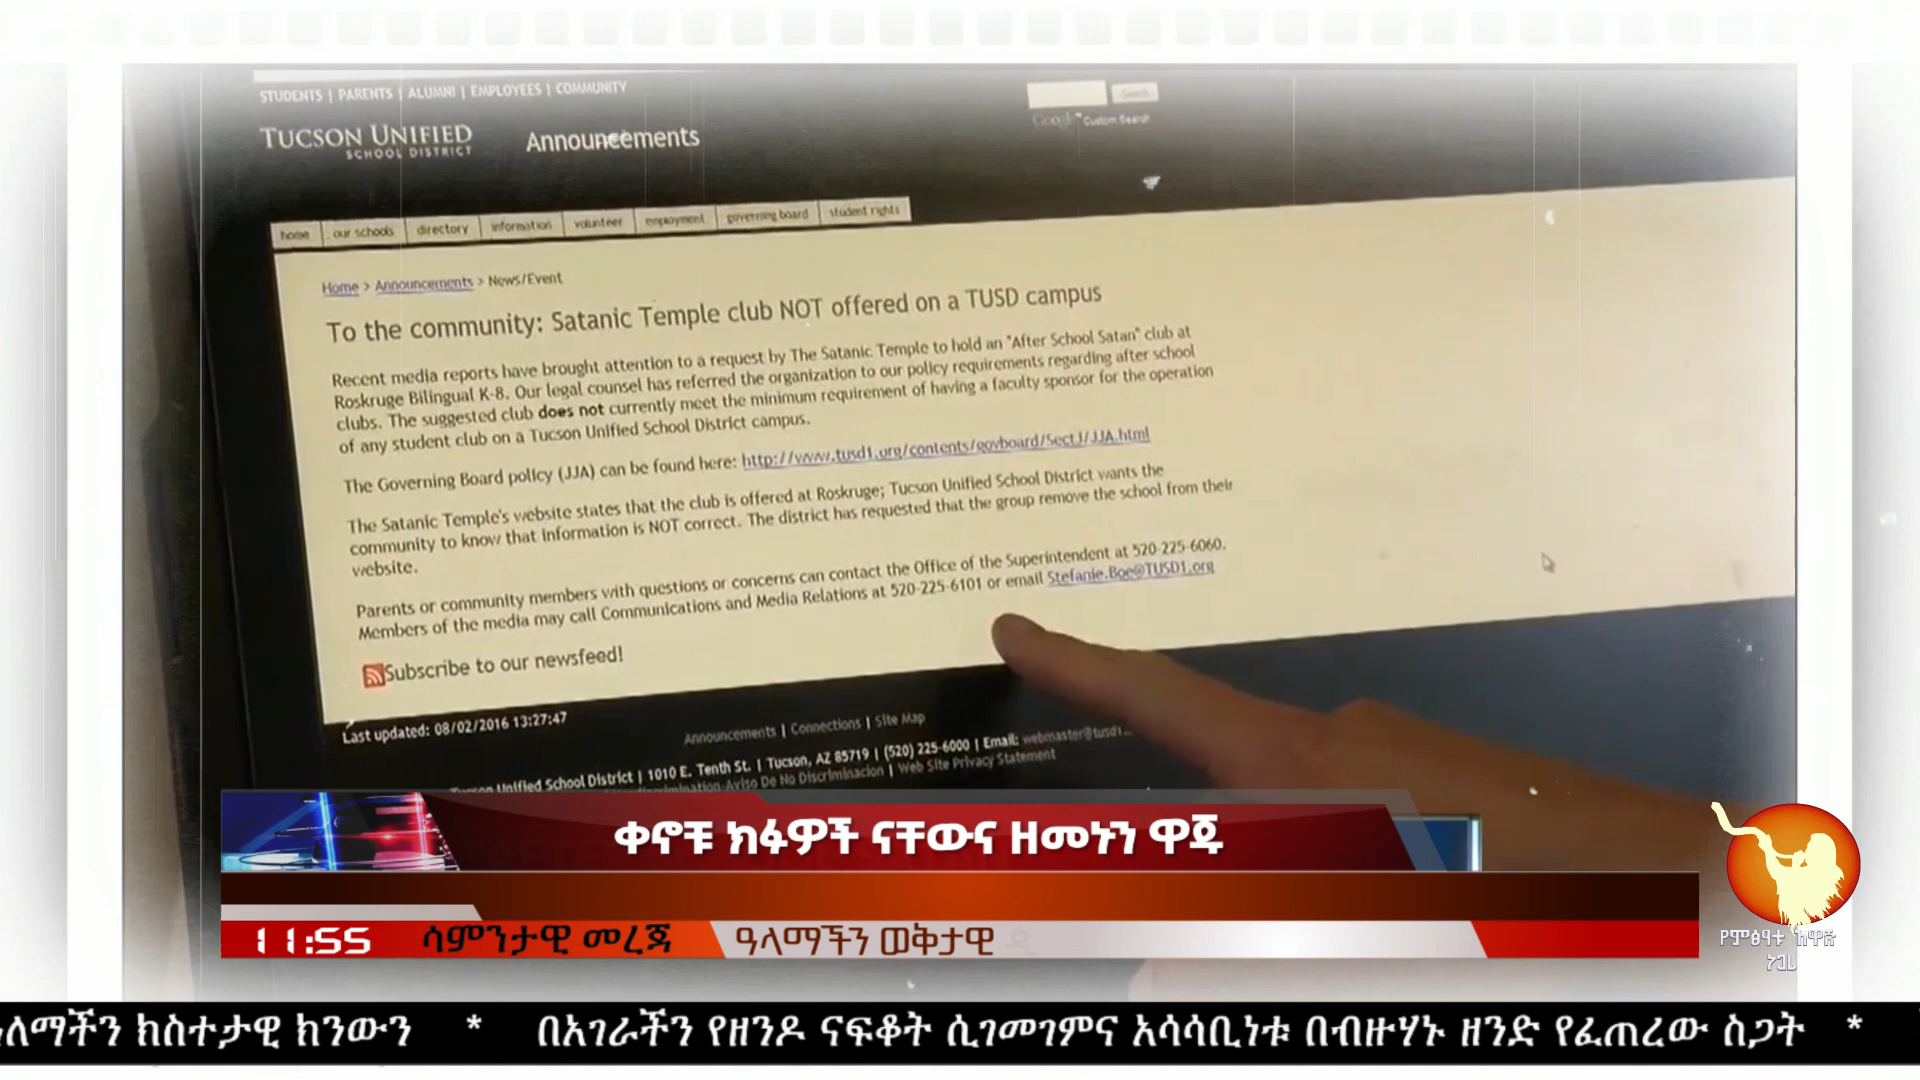 STUDENTS | PARENTS | ALUMNI | EMPLOYEES | COMMUNITY
Search
TUCSON UNIFIED
SCHOOL DISTRICT
Announcements
Google™ Custom Search
home our schools directory information volunteer employment governing board student rights
Home > Announcements > News/Event
To the community: Satanic Temple club NOT offered on a TUSD campus
Recent media reports have brought attention to a request by The Satanic Temple to hold an "After School Satan" club at
Roskruge Bilingual K-8. Our legal counsel has referred the organization to our policy requirements regarding after school
clubs. The suggested club does not currently meet the minimum requirement of having a faculty sponsor for the operation
of any student club on a Tucson Unified School District campus.
The Governing Board policy (JJA) can be found here: http://www.tusd1.org/contents/govboard/SectJ/JJA.html
The Satanic Temple's website states that the club is offered at Roskruge; Tucson Unified School District wants the
community to know that information is NOT correct. The district has requested that the group remove the school from their
website.
Parents or community members with questions or concerns can contact the Office of the Superintendent at 520-225-6060.
Members of the media may call Communications and Media Relations at 520-225-6101 or email Stefanie.Boe@TUSD1.org
Subscribe to our newsfeed!
Last updated: 08/02/2016 13:27:47
Announcements | Connections | Site Map
Unified School District | 1010 E. Tenth St. | Tucson, AZ 85719 | (520) 225-6000 | Email: webmaster@tusd1...
-Aviso De No Discriminacion | Web Site Privacy Statement
ቀኖቹ ክፉዎች ናቸውና ዘመኑን ዋጁ
11:55 ሳምንታዊ መረጃ ዓላማችን ወቅታዊ
የምፅዓቱ
ክስተታዊ ክንውን * በአገራችን የዘንዶ ናፍቆት ሲገመገምና አሳሳቢነቱ በብዙሃኑ ዘንድ የፈጠረው ስጋት *